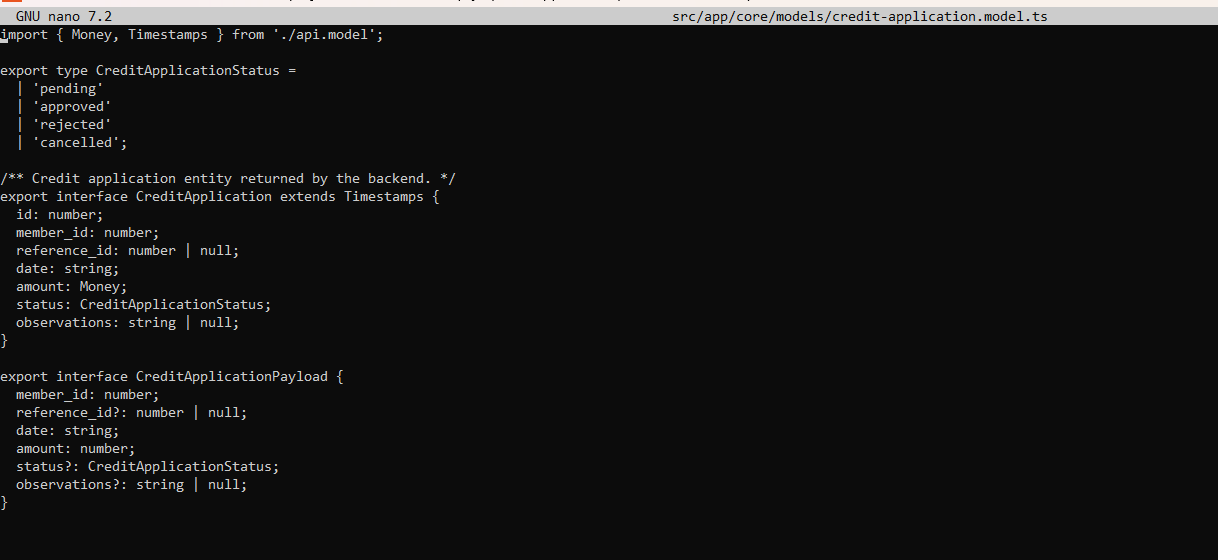 GNU nano 7.2 src/app/core/models/credit-application.model.ts
import { Money, Timestamps } from './api.model';

export type CreditApplicationStatus =
  | 'pending'
  | 'approved'
  | 'rejected'
  | 'cancelled';

/** Credit application entity returned by the backend. */
export interface CreditApplication extends Timestamps {
  id: number;
  member_id: number;
  reference_id: number | null;
  date: string;
  amount: Money;
  status: CreditApplicationStatus;
  observations: string | null;
}

export interface CreditApplicationPayload {
  member_id: number;
  reference_id?: number | null;
  date: string;
  amount: number;
  status?: CreditApplicationStatus;
  observations?: string | null;
}